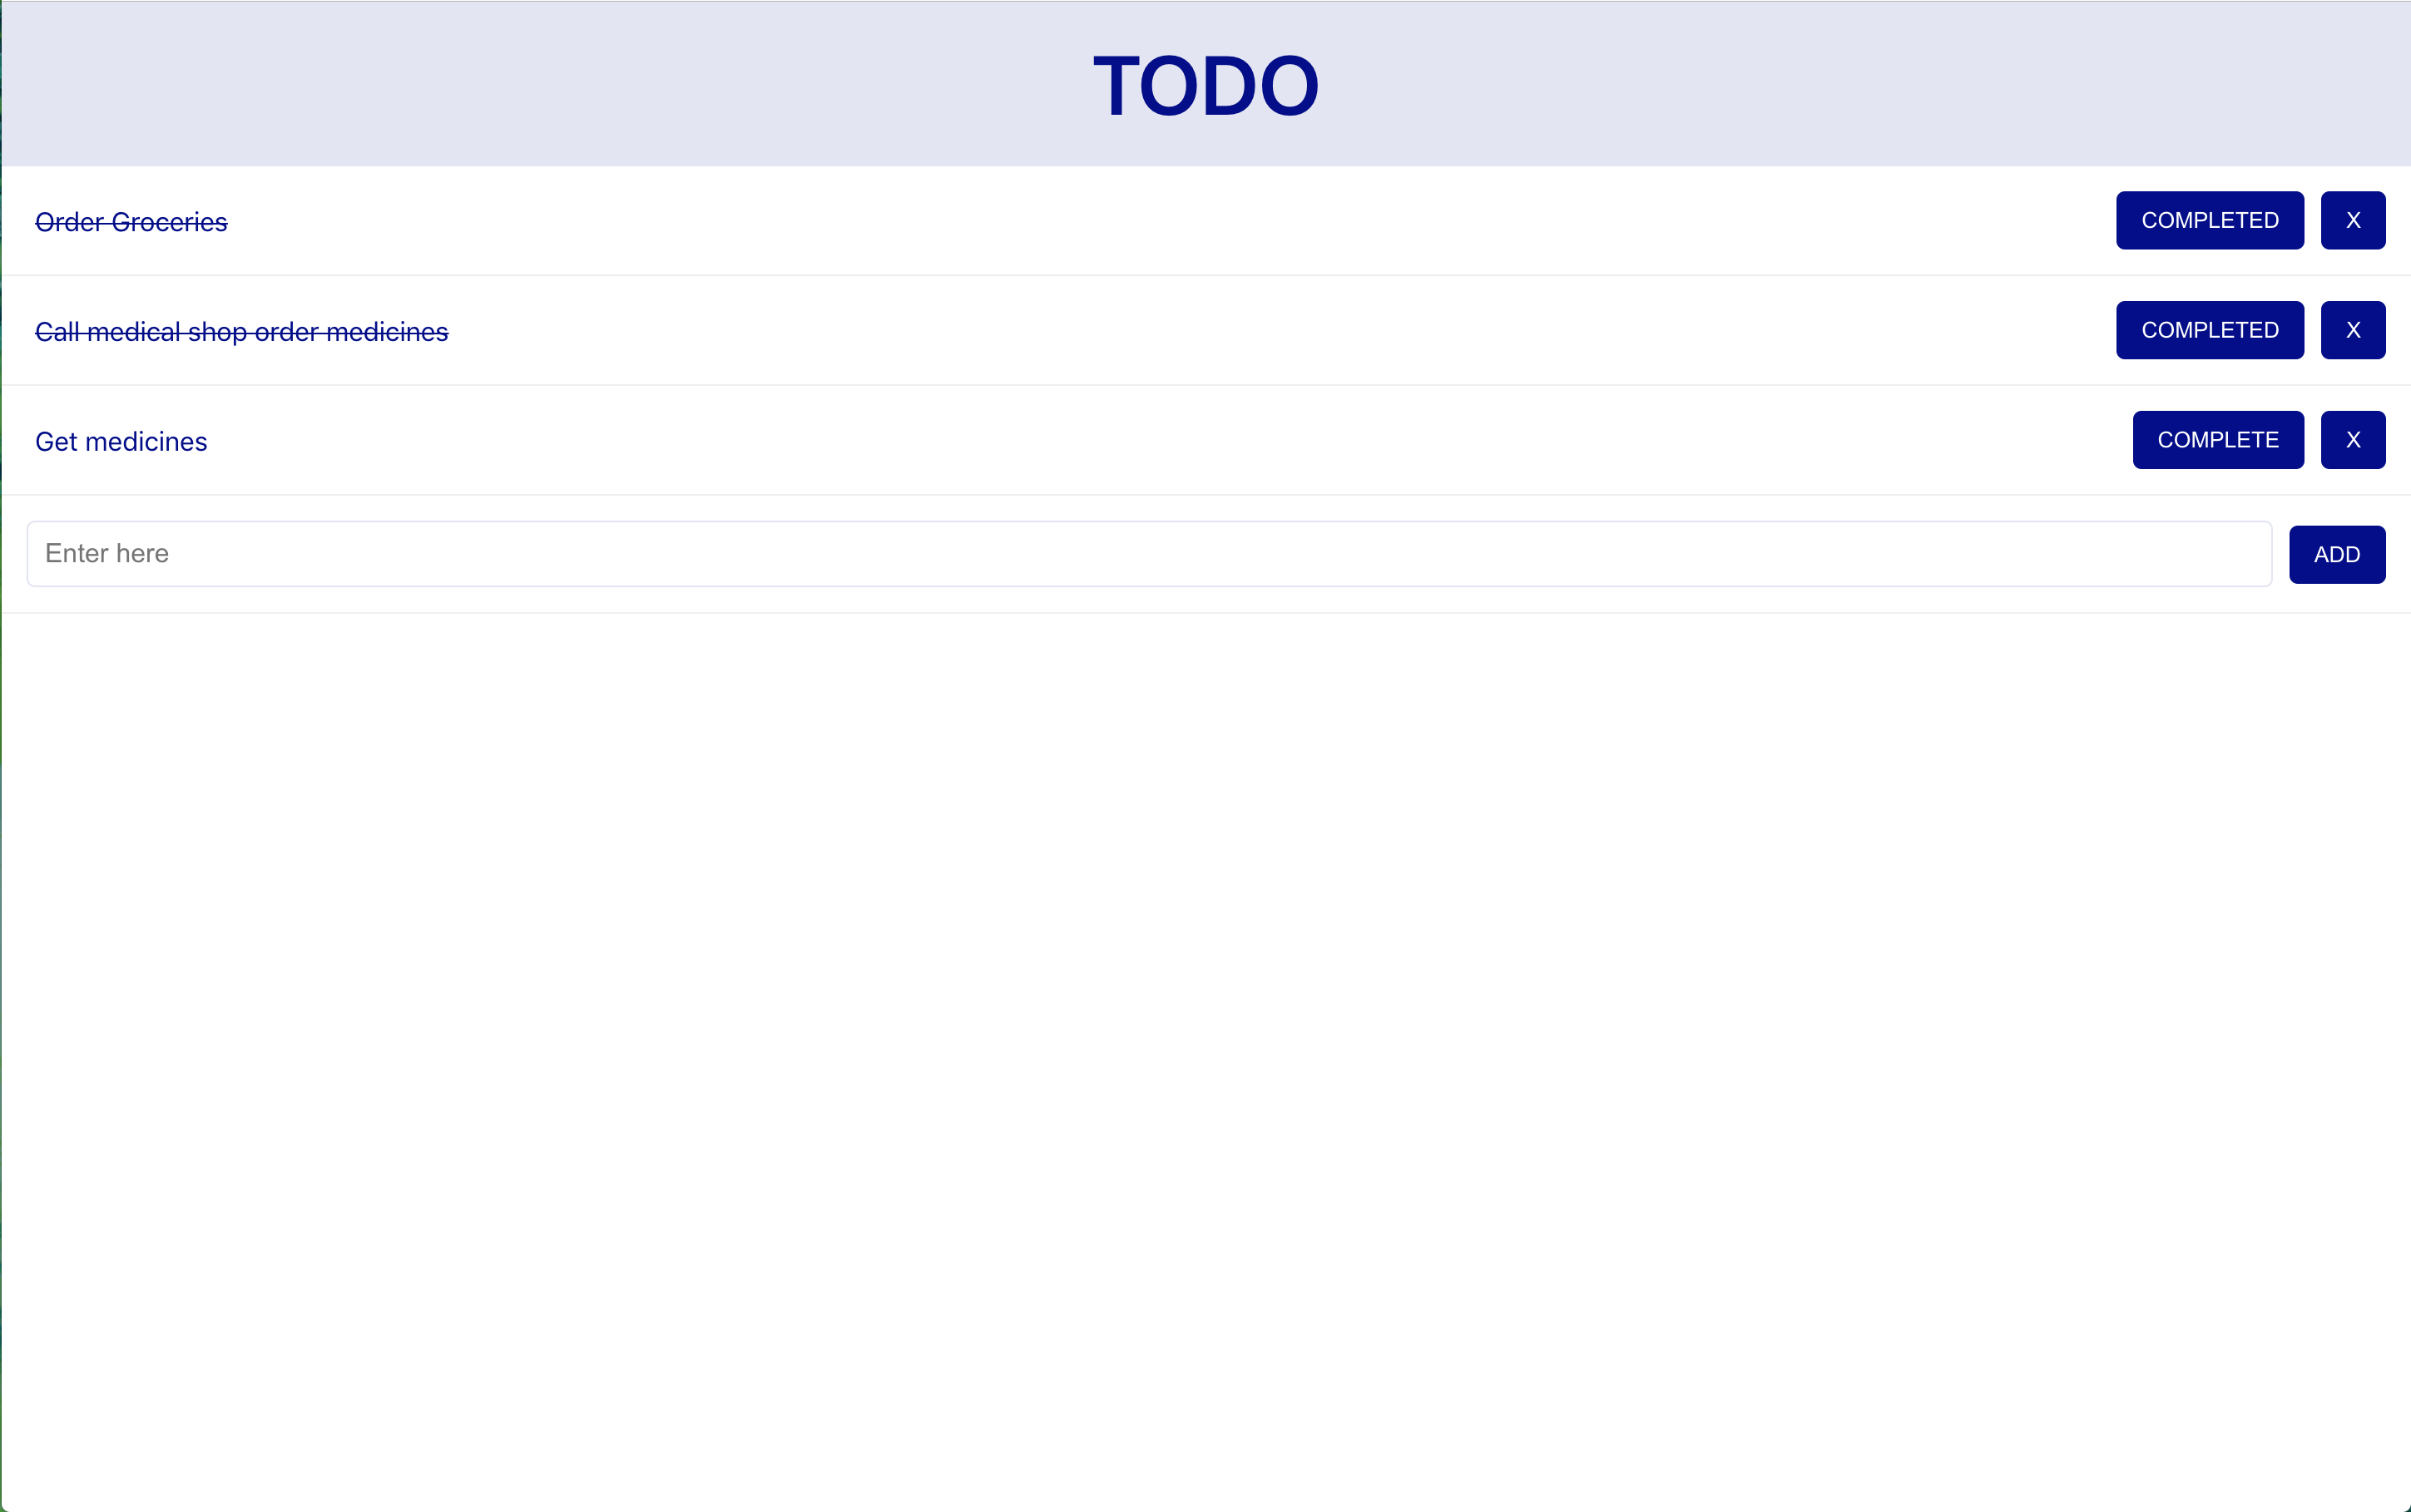 TODO
Order Groceries COMPLETED X
Call medical shop order medicines COMPLETED X
Get medicines COMPLETE X
Enter here ADD